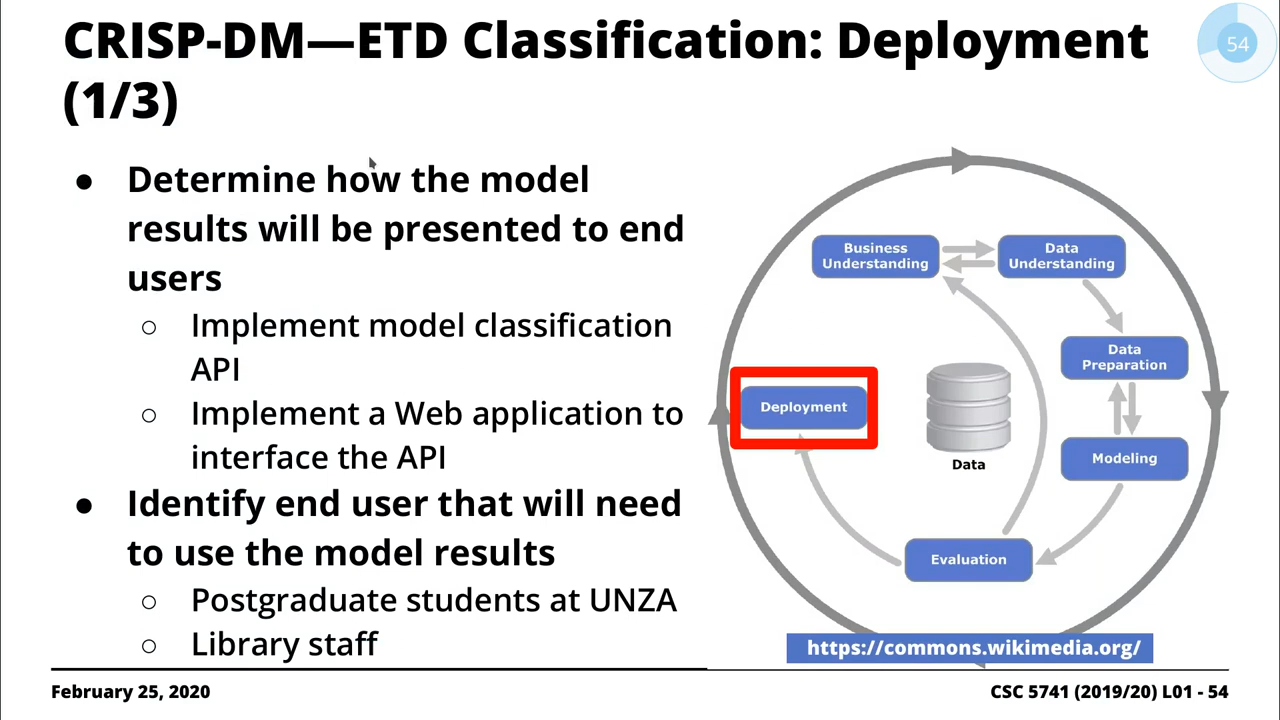 CRISP-DM—ETD Classification: Deployment
(1/3)
54
● Determine how the model
results will be presented to end
users
○ Implement model classification
API
○ Implement a Web application to
interface the API
● Identify end user that will need
to use the model results
○ Postgraduate students at UNZA
○ Library staff
Business
Understanding
Data
Understanding
Data
Preparation
Modeling
Evaluation
Deployment
Data
https://commons.wikimedia.org/
February 25, 2020
CSC 5741 (2019/20) L01 - 54